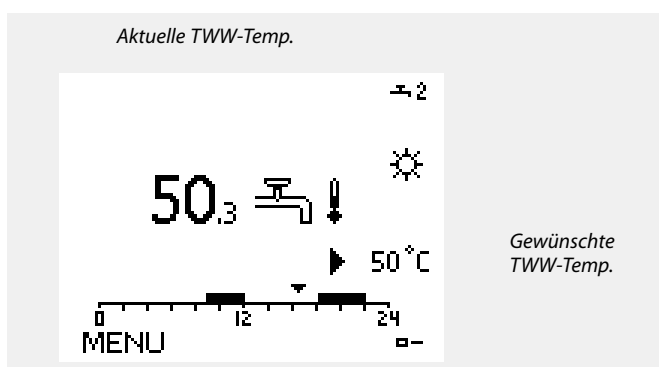 Aktuelle TWW-Temp.
2
50.3
50°C
Gewünschte
TWW-Temp.
0 12 24
MENU